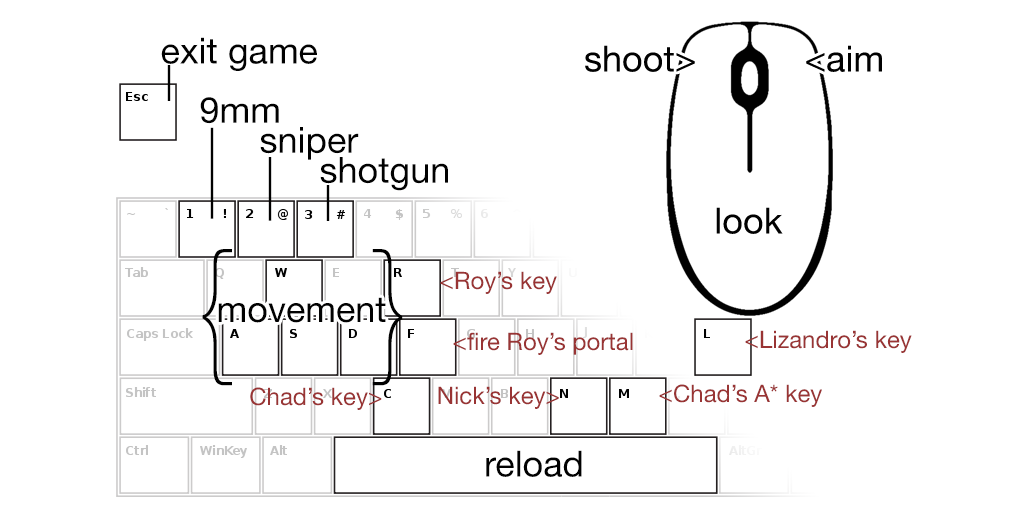 exit game
shoot> <aim
Esc
9mm
sniper
shotgun
~ ` 1 ! 2 @ 3 # 4 $ 5 % 6
look
Tab Q W E R T Y
<Roy's key
movement
Caps Lock A S D F G H
<fire Roy's portal
L
<Lizandro's key
Shift X C B N M
Chad's key>
Nick's key>
<Chad's A* key
Ctrl WinKey Alt
reload